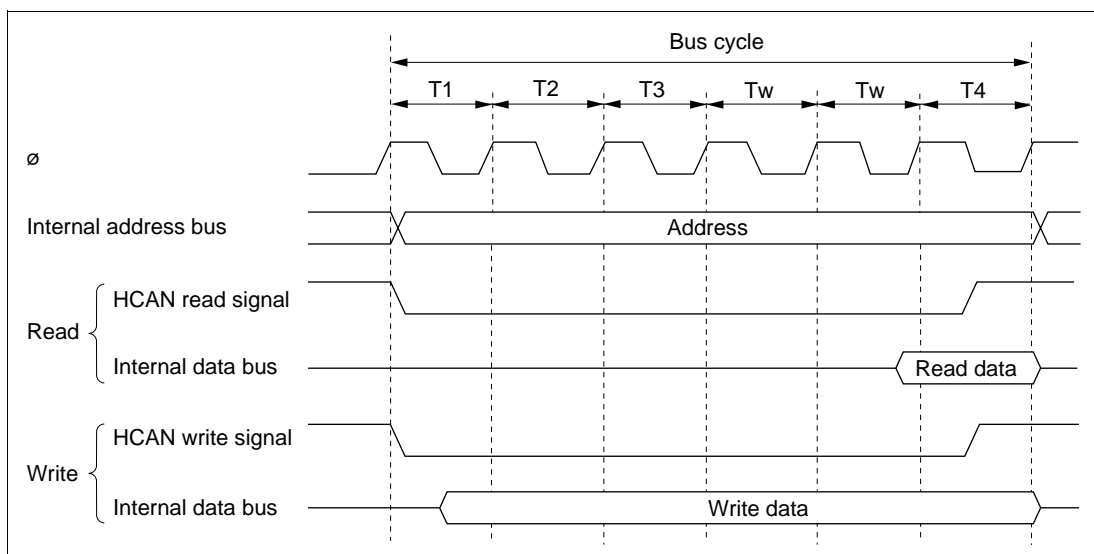 Bus cycle
T1 T2 T3 Tw Tw T4
ø
Internal address bus Address
HCAN read signal
Read
Internal data bus Read data
HCAN write signal
Write
Internal data bus Write data